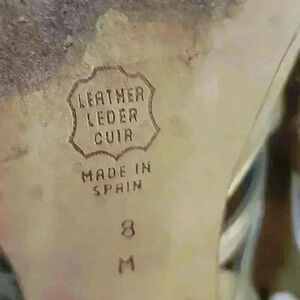 LEATHER
LEDER
CUIR
MADE IN
SPAIN
8
M